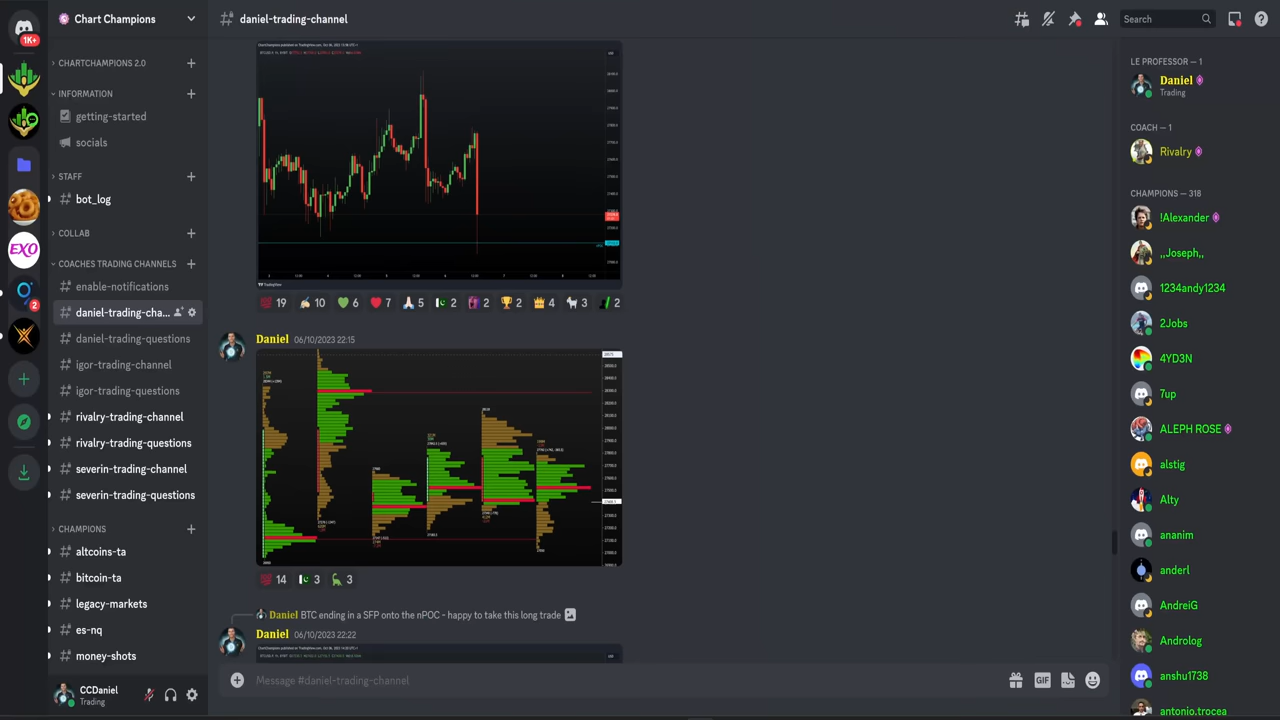 Chart Champions
daniel-trading-channel
Search
1K+
CHARTCHAMPIONS 2.0
INFORMATION
getting-started
socials
STAFF
bot_log
COLLAB
EXO
COACHES TRADING CHANNELS
enable-notifications
2
daniel-trading-cha...
daniel-trading-questions
igor-trading-channel
igor-trading-questions
rivalry-trading-channel
rivalry-trading-questions
severin-trading-channel
severin-trading-questions
CHAMPIONS
altcoins-ta
bitcoin-ta
legacy-markets
es-nq
money-shots
CCDaniel
Trading
TradingView
19 10 6 7 5 2 2 2 4 3 2
Daniel 06/10/2023 22:15
14 3 3
Daniel BTC ending in a SFP onto the nPOC - happy to take this long trade
Daniel 06/10/2023 22:22
Message #daniel-trading-channel
GIF
LE PROFESSOR — 1
Daniel
Trading
COACH — 1
Rivalry
CHAMPIONS — 318
!Alexander
,,Joseph,,
1234andy1234
2Jobs
4YD3N
7up
ALEPH ROSE
alstig
Alty
ananim
anderl
AndreiG
Androlog
anshu1738
antonio.trocea